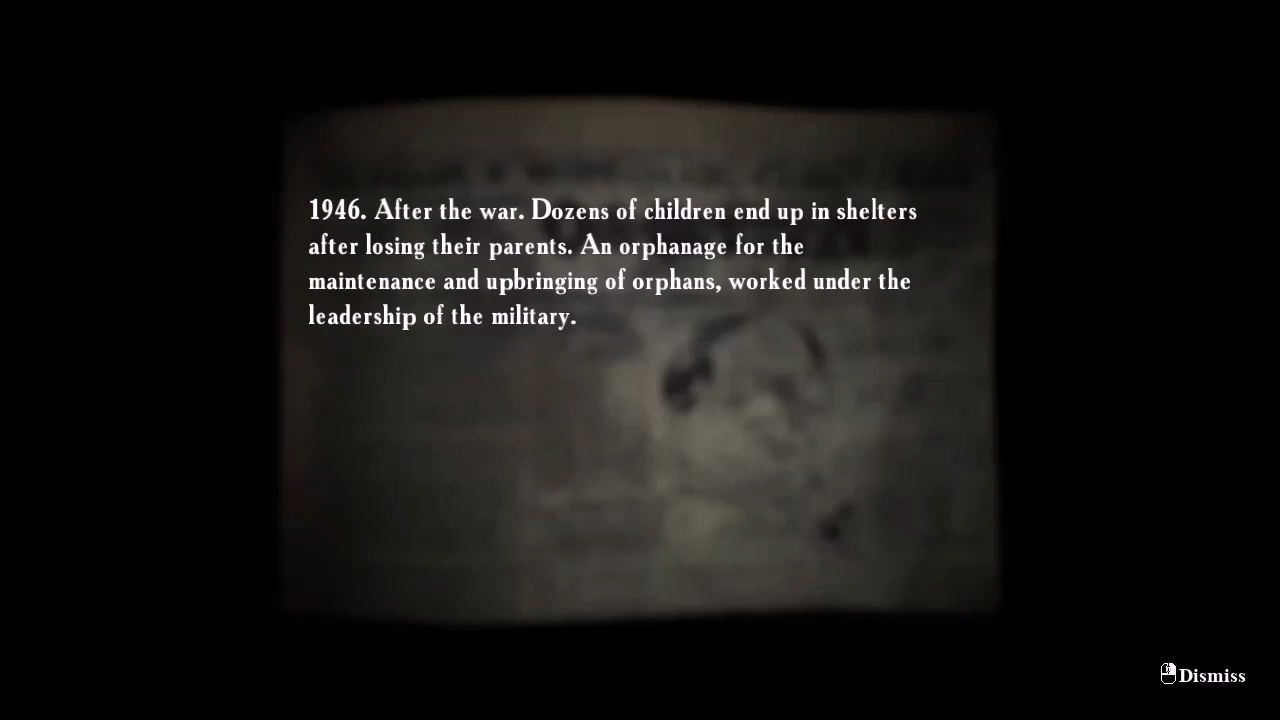 1946. After the war. Dozens of children end up in shelters
after losing their parents. An orphanage for the
maintenance and upbringing of orphans, worked under the
leadership of the military.
Dismiss